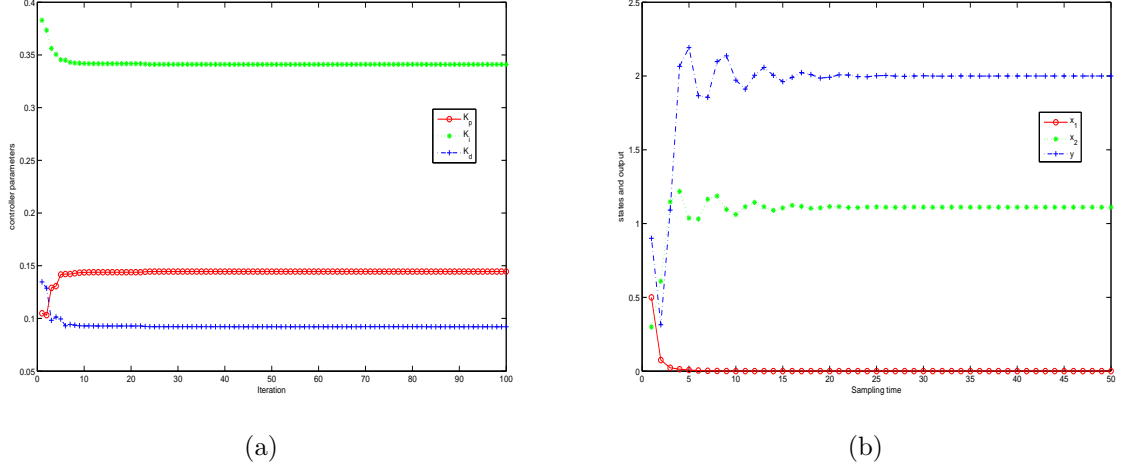 0.4
0.35
0.3
0.25
0.2
0.15
0.1
0.05
controller parameters
K_p
K_i
K_d
0 10 20 30 40 50 60 70 80 90 100
Iteration
(a)
2.5
2
1.5
1
0.5
0
states and output
x_1
x_2
y
0 5 10 15 20 25 30 35 40 45 50
Sampling time
(b)